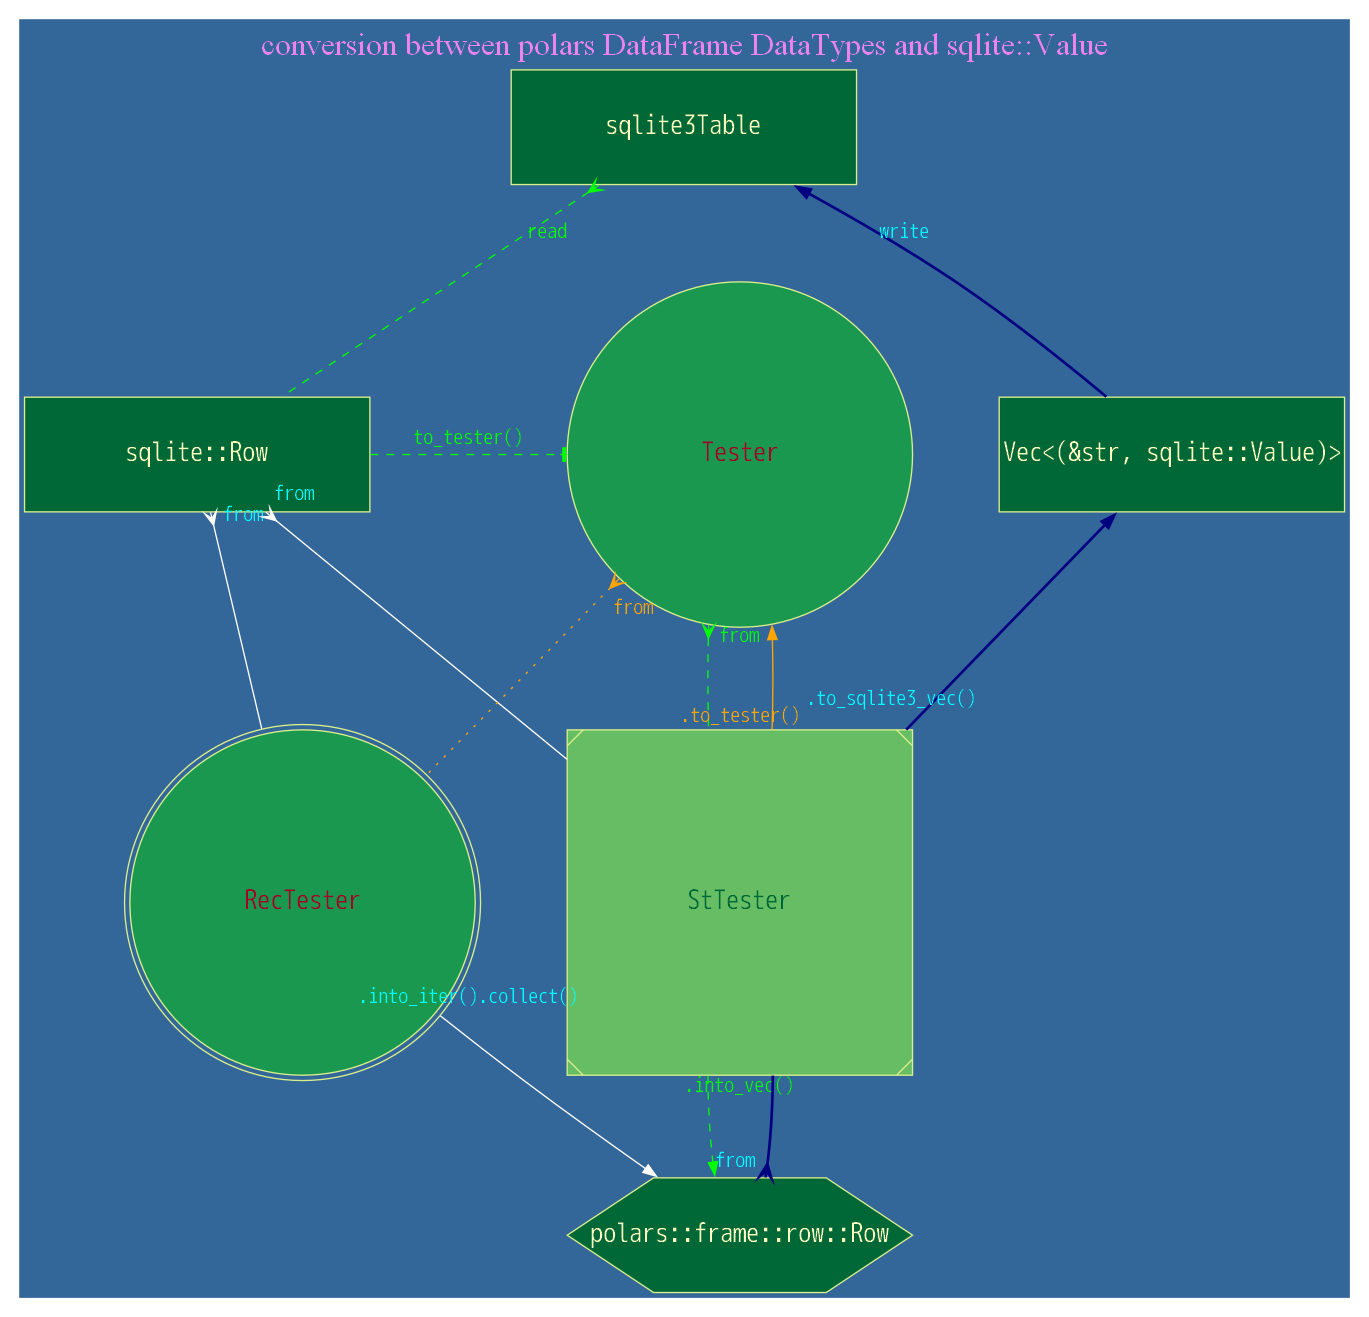 conversion between polars DataFrame DataTypes and sqlite::Value
sqlite3Table
read
write
to_tester()
sqlite::Row
Tester
Vec<(&str, sqlite::Value)>
from
from
from
from
.to_sqlite3_vec()
.to_tester()
RecTester
StTester
.into_iter().collect()
.into_vec()
from
polars::frame::row::Row